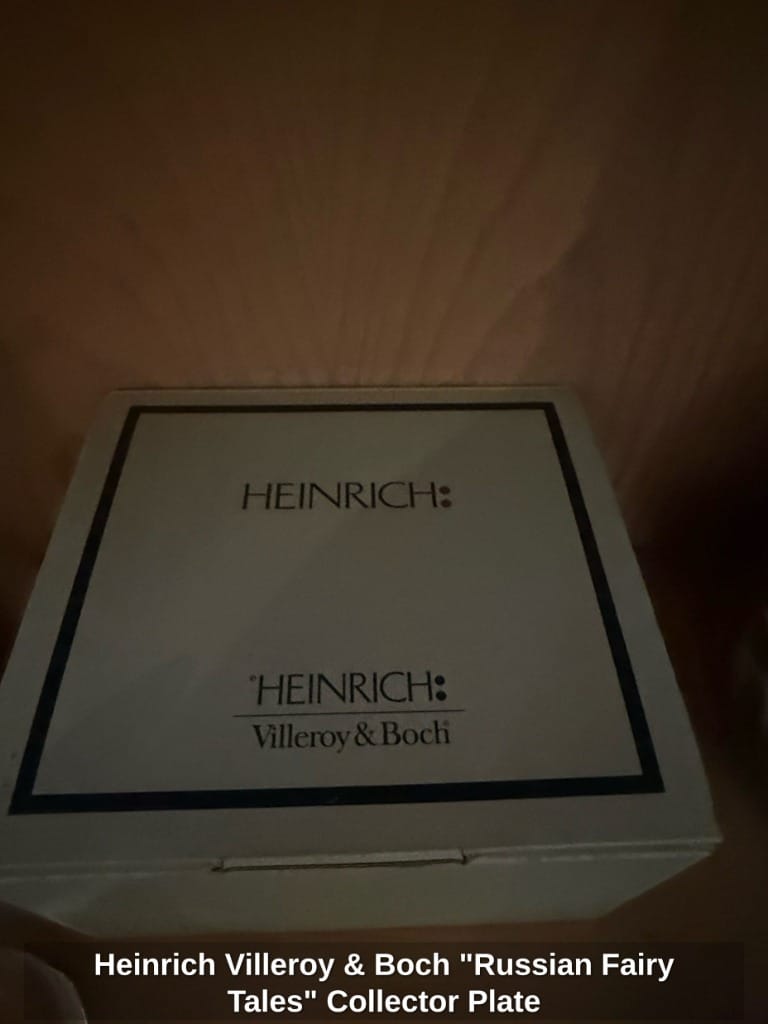 HEINRICH:
®HEINRICH:
Villeroy & Boch®
Heinrich Villeroy & Boch "Russian Fairy
Tales" Collector Plate